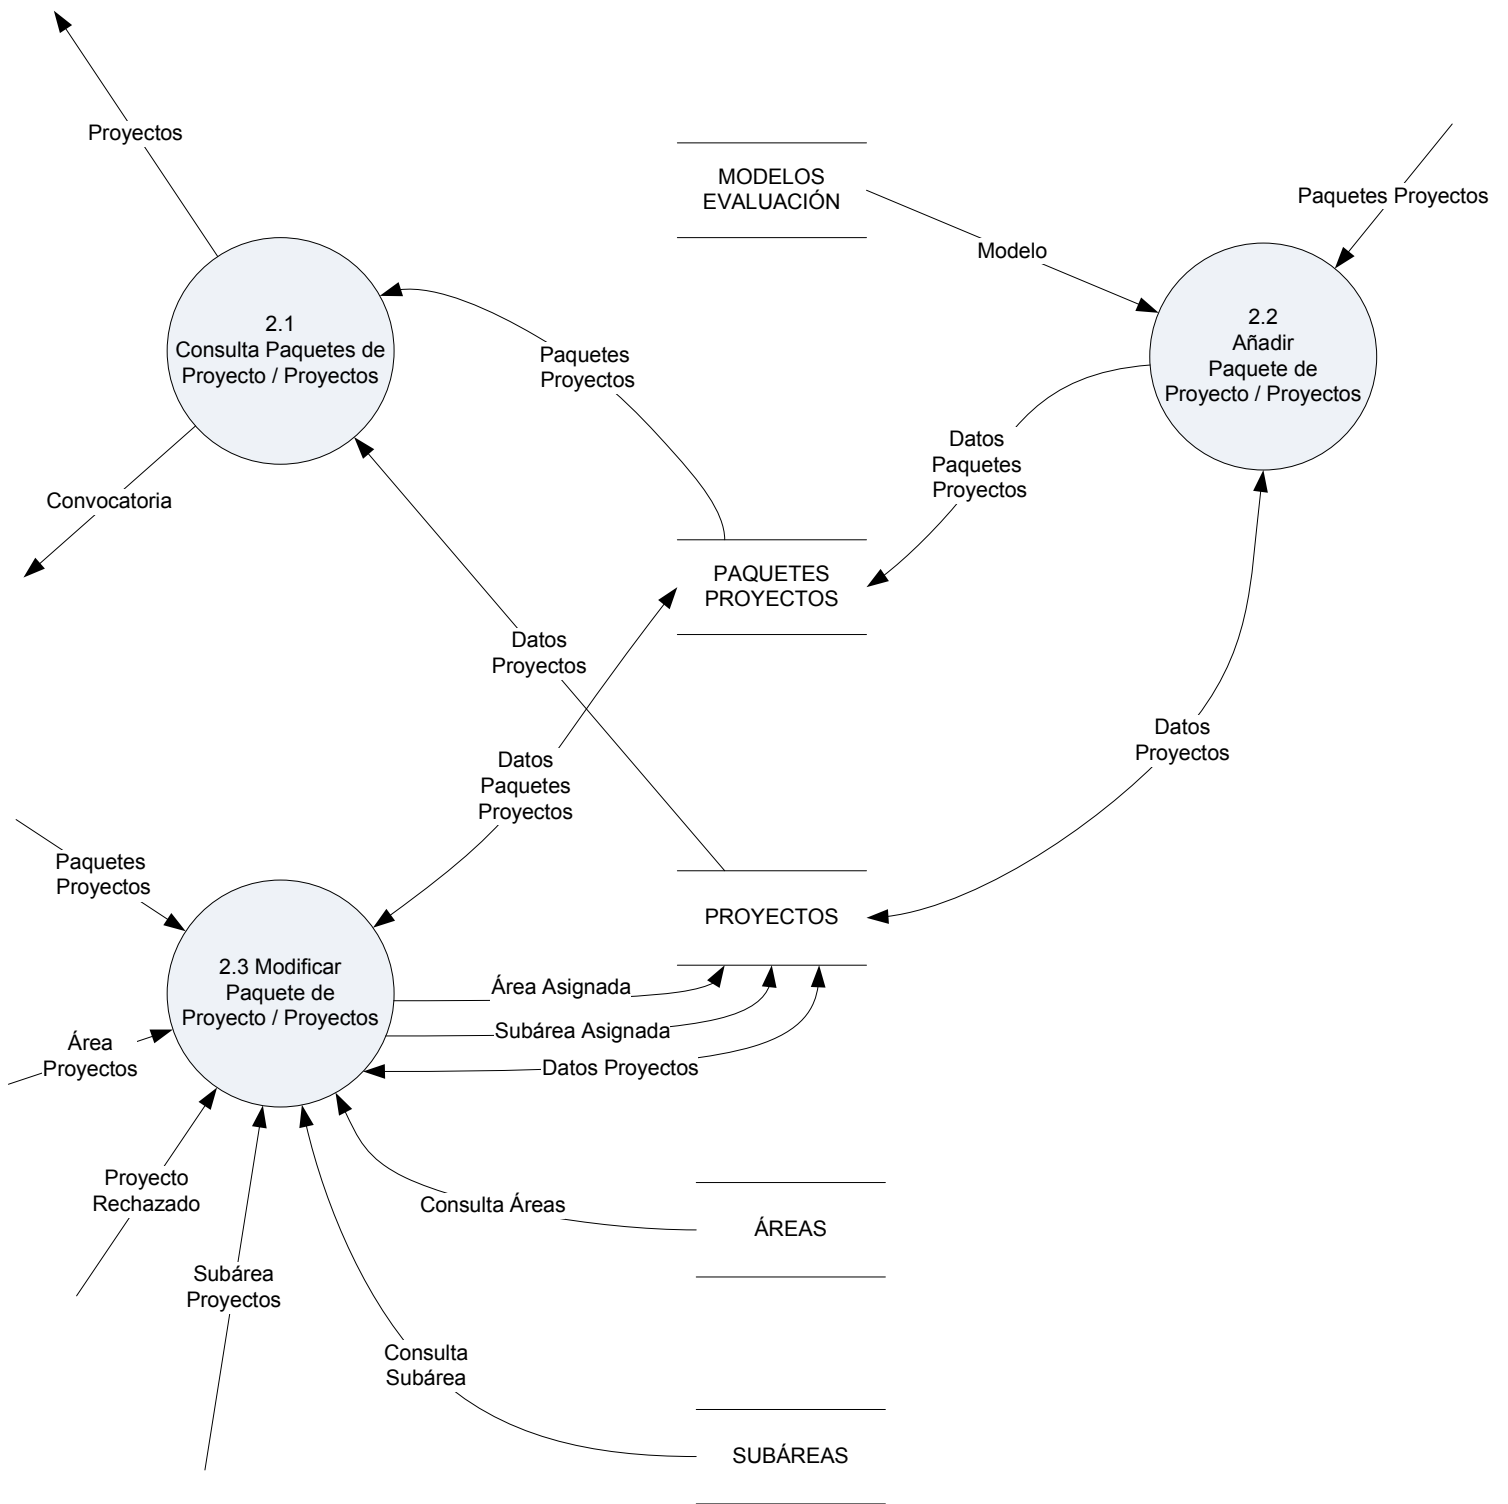 Proyectos
MODELOS
EVALUACIÓN
Paquetes Proyectos
Modelo
2.1
Consulta Paquetes de
Proyecto / Proyectos
2.2
Añadir
Paquete de
Proyecto / Proyectos
Paquetes
Proyectos
Datos
Paquetes
Proyectos
Convocatoria
PAQUETES
PROYECTOS
Datos
Proyectos
Datos
Proyectos
Datos
Paquetes
Proyectos
Paquetes
Proyectos
PROYECTOS
2.3 Modificar
Paquete de
Proyecto / Proyectos
Área Asignada
Subárea Asignada
Datos Proyectos
Área
Proyectos
Proyecto
Rechazado
Consulta Áreas
ÁREAS
Subárea
Proyectos
Consulta
Subárea
SUBÁREAS